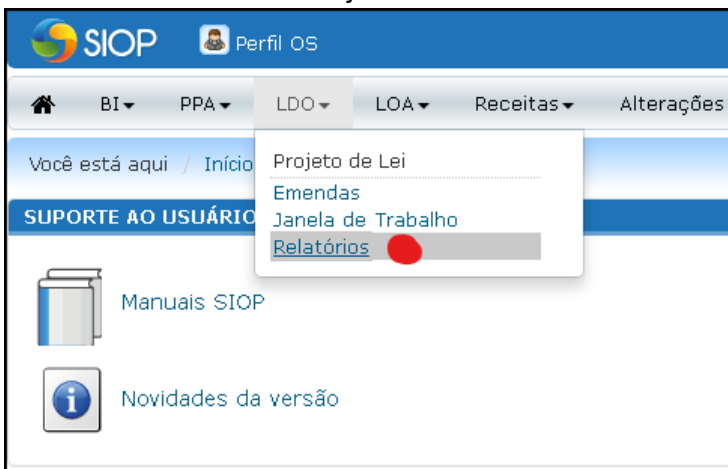 SIOP Perfil OS
BI PPA LDO LOA Receitas Alterações
Você está aqui / Início
Projeto de Lei
Emendas
Janela de Trabalho
Relatórios
SUPORTE AO USUÁRIO
Manuais SIOP
Novidades da versão